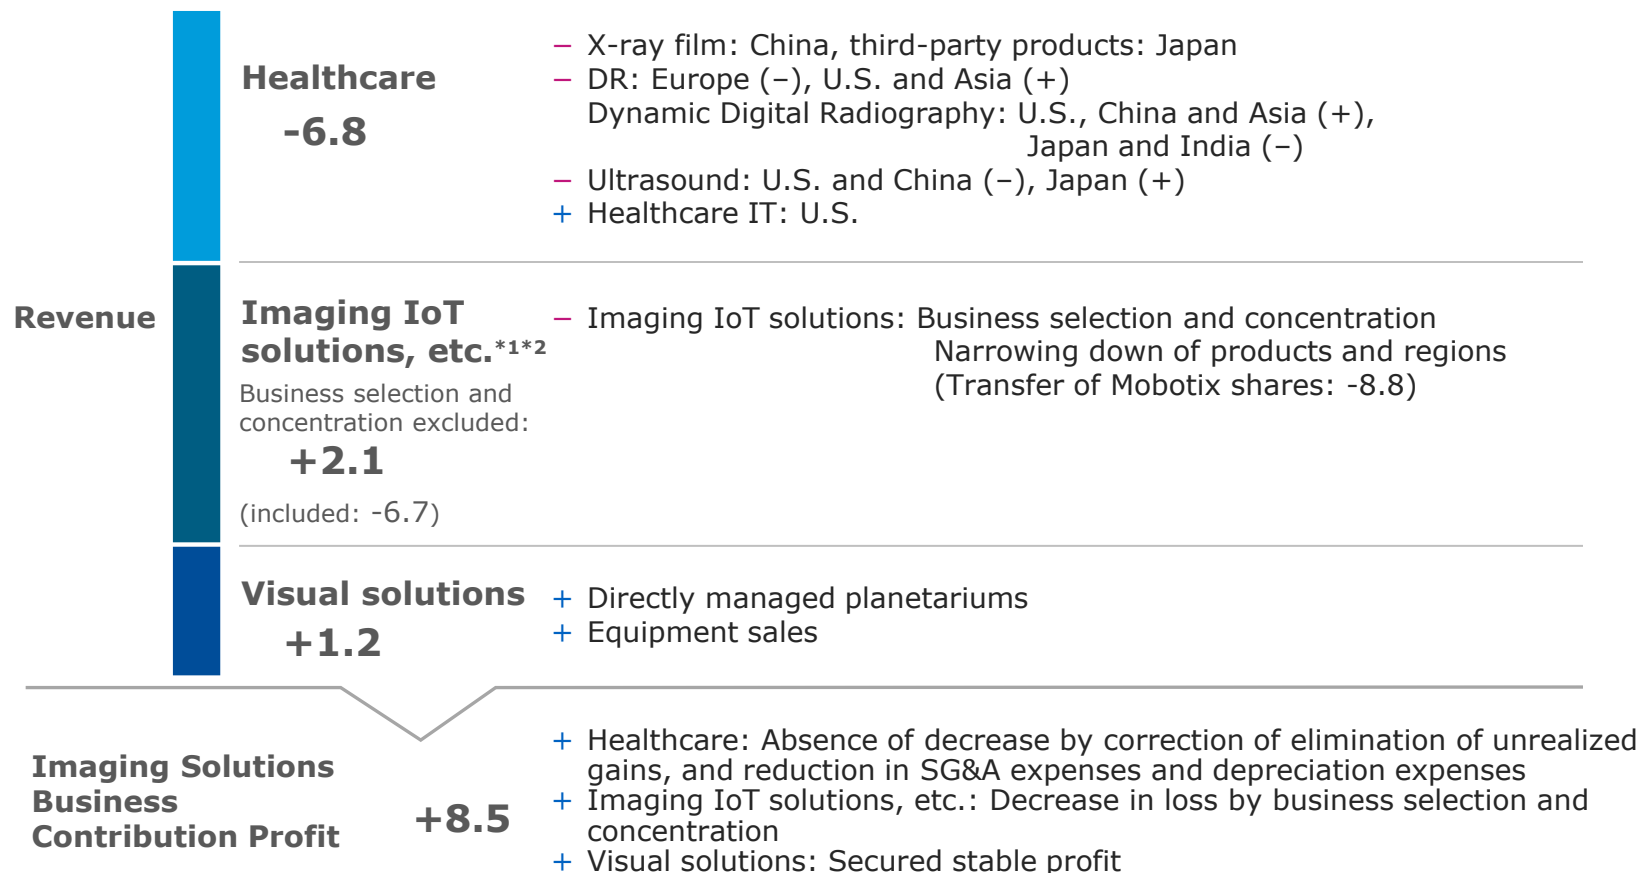 Revenue
Healthcare
-6.8
− X-ray film: China, third-party products: Japan
− DR: Europe (–), U.S. and Asia (+)
Dynamic Digital Radiography: U.S., China and Asia (+),
Japan and India (–)
− Ultrasound: U.S. and China (–), Japan (+)
+ Healthcare IT: U.S.
Imaging IoT
solutions, etc.*1*2
Business selection and
concentration excluded:
+2.1
(included: -6.7)
− Imaging IoT solutions: Business selection and concentration
Narrowing down of products and regions
(Transfer of Mobotix shares: -8.8)
Visual solutions
+1.2
+ Directly managed planetariums
+ Equipment sales
Imaging Solutions
Business
Contribution Profit
+8.5
+ Healthcare: Absence of decrease by correction of elimination of unrealized
gains, and reduction in SG&A expenses and depreciation expenses
+ Imaging IoT solutions, etc.: Decrease in loss by business selection and
concentration
+ Visual solutions: Secured stable profit